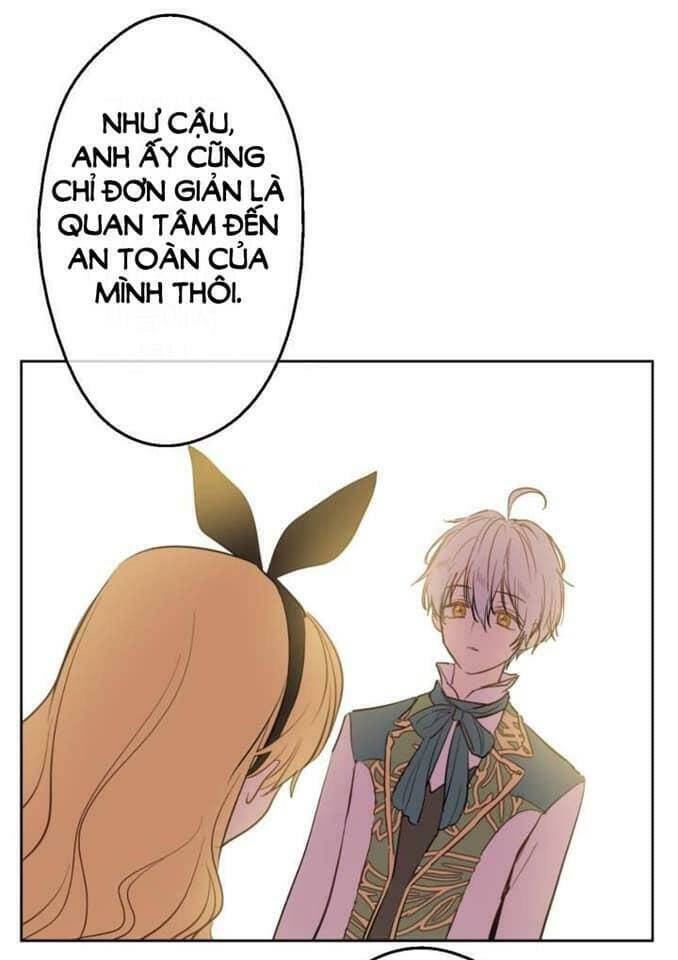 NHƯ CẬU,
ANH ẤY CŨNG
CHỈ ĐƠN GIẢN LÀ
QUAN TÂM ĐẾN
AN TOÀN CỦA
MÌNH THÔI.